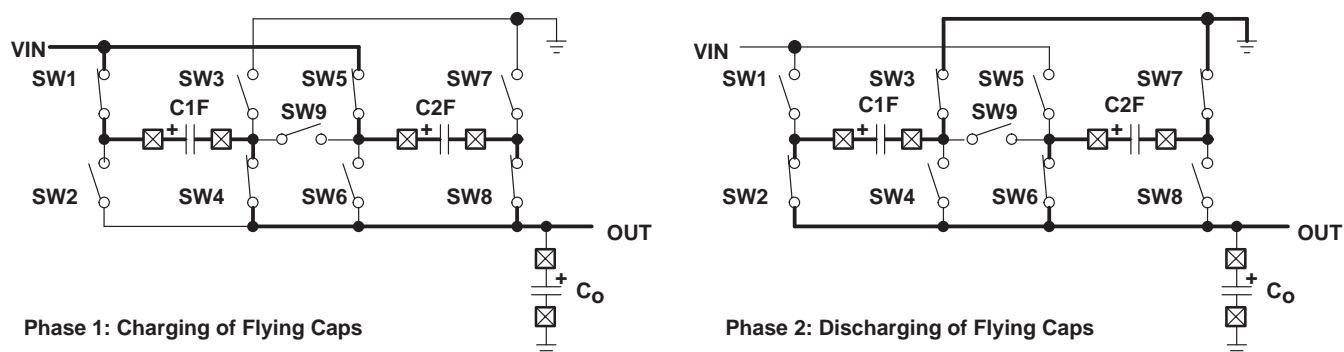 VIN
SW1
SW3
SW5
SW7
C1F
SW9
C2F
+
+
SW2
SW4
SW6
SW8
OUT
+
Co
Phase 1: Charging of Flying Caps
VIN
SW1
SW3
SW5
SW7
C1F
SW9
C2F
+
+
SW2
SW4
SW6
SW8
OUT
+
Co
Phase 2: Discharging of Flying Caps